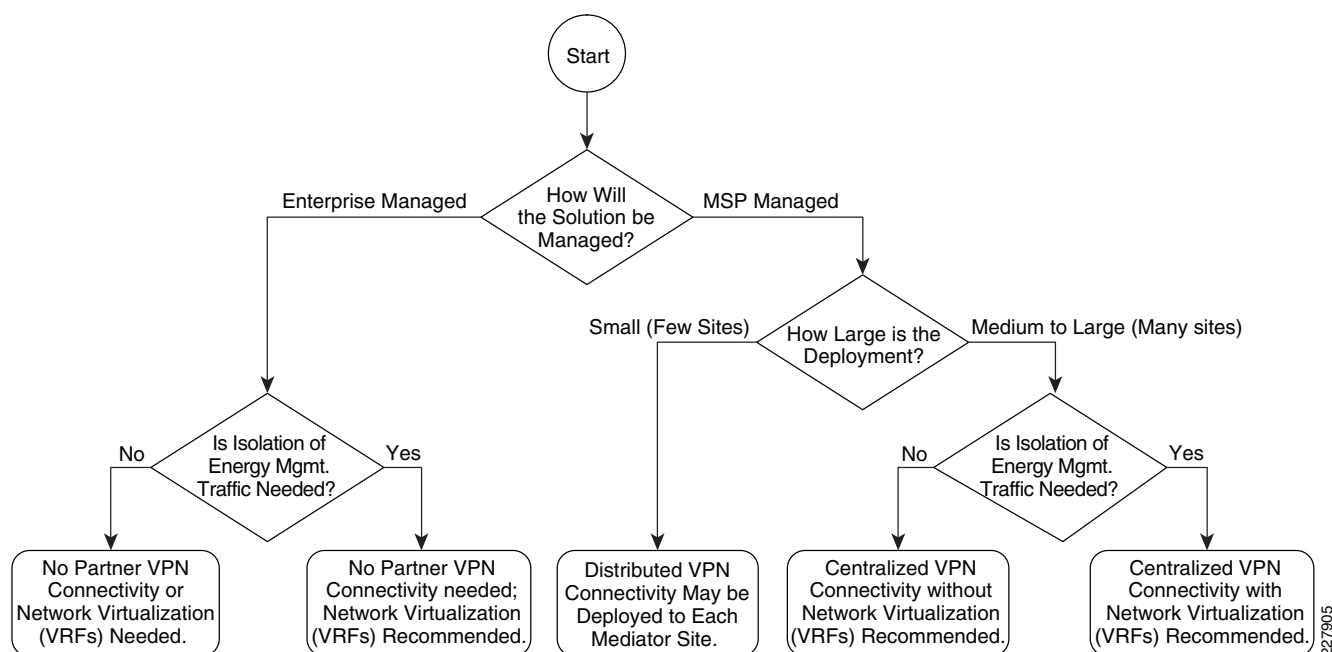 Start
How Will
the Solution be
Managed?
Enterprise Managed
MSP Managed
How Large is the
Deployment?
Small (Few Sites)
Medium to Large (Many sites)
Is Isolation of
Energy Mgmt.
Traffic Needed?
No
Yes
Is Isolation of
Energy Mgmt.
Traffic Needed?
No
Yes
No Partner VPN
Connectivity or
Network Virtualization
(VRFs) Needed.
No Partner VPN
Connectivity needed;
Network Virtualization
(VRFs) Recommended.
Distributed VPN
Connectivity May be
Deployed to Each
Mediator Site.
Centralized VPN
Connectivity without
Network Virtualization
(VRFs) Recommended.
Centralized VPN
Connectivity with
Network Virtualization
(VRFs) Recommended.
227905